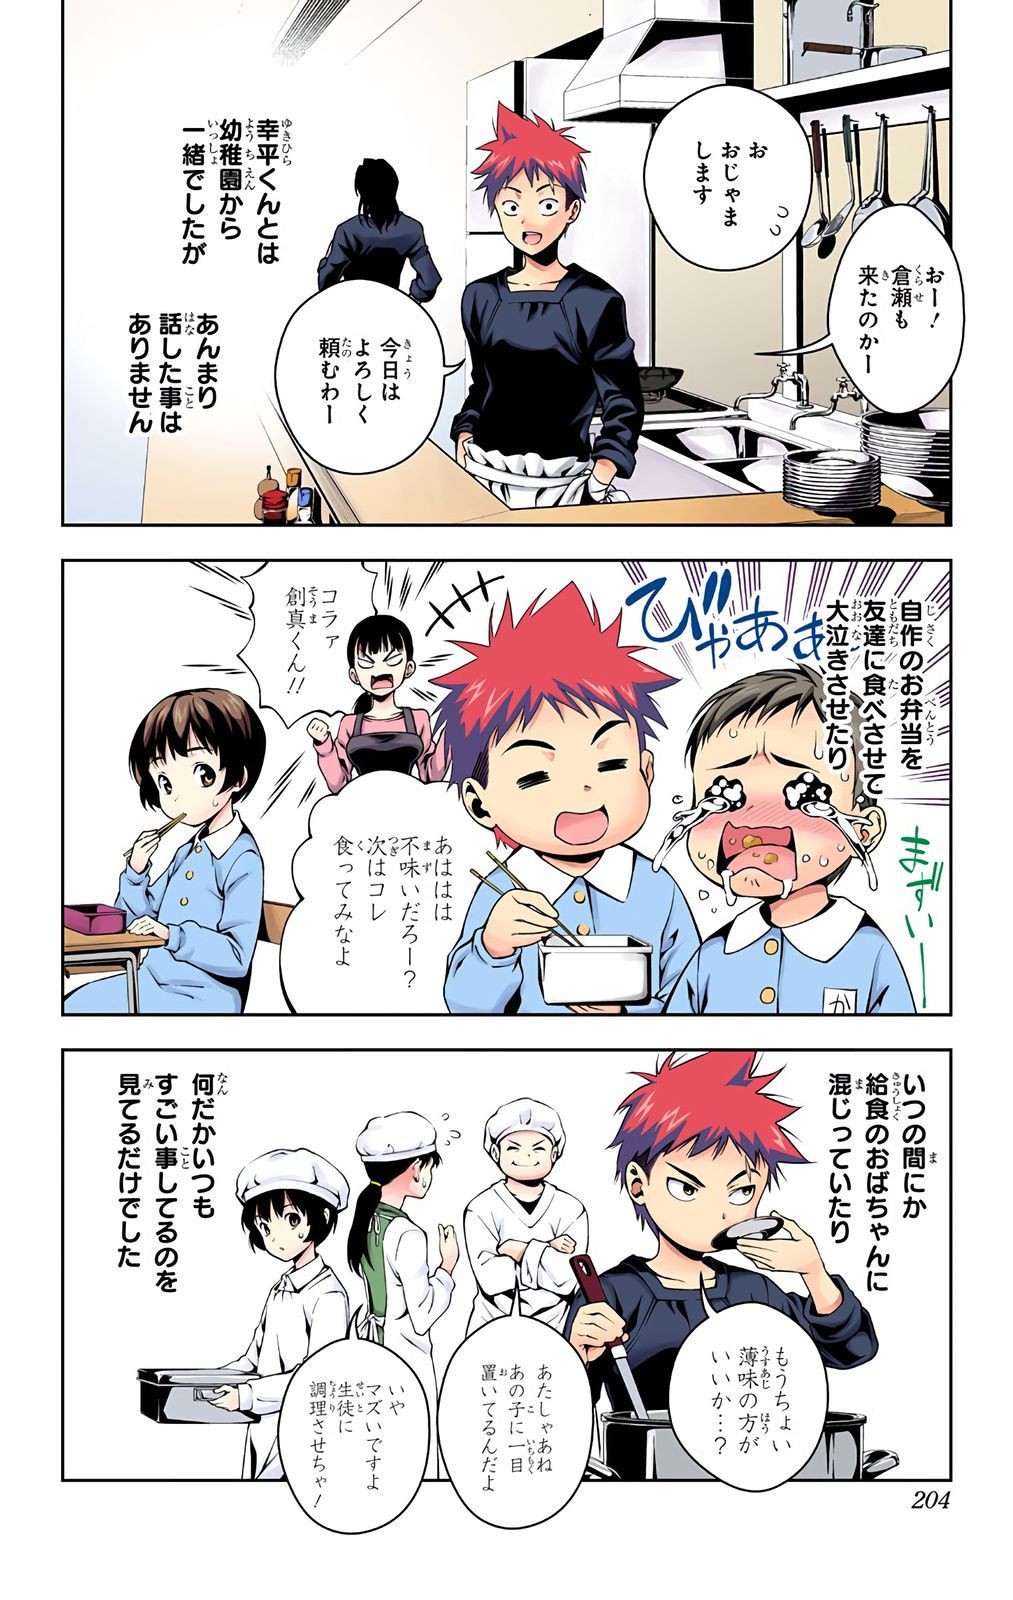 おー！
倉瀬も
来たのかー
お
おじゃま
します
今日は
よろしく
頼むわー
幸平くんとは
幼稚園から
一緒でしたが
あんまり
話した事は
ありません
自作のお弁当を
友達に食べさせて
大泣きさせたり
びゃあああ
まずいー
か
コラァ
創真くん!!
あははは
不味いだろー？
次はコレ
食ってみなよ
いつの間にか
給食のおばちゃんに
混じっていたり
もうちょい
薄味の方が
いいか…？
あたしゃあね
あの子に一目
置いてるんだよ
いや
マズいですよ
生徒に
調理させちゃ！
何だかいつも
すごい事してるのを
見てるだけでした
204